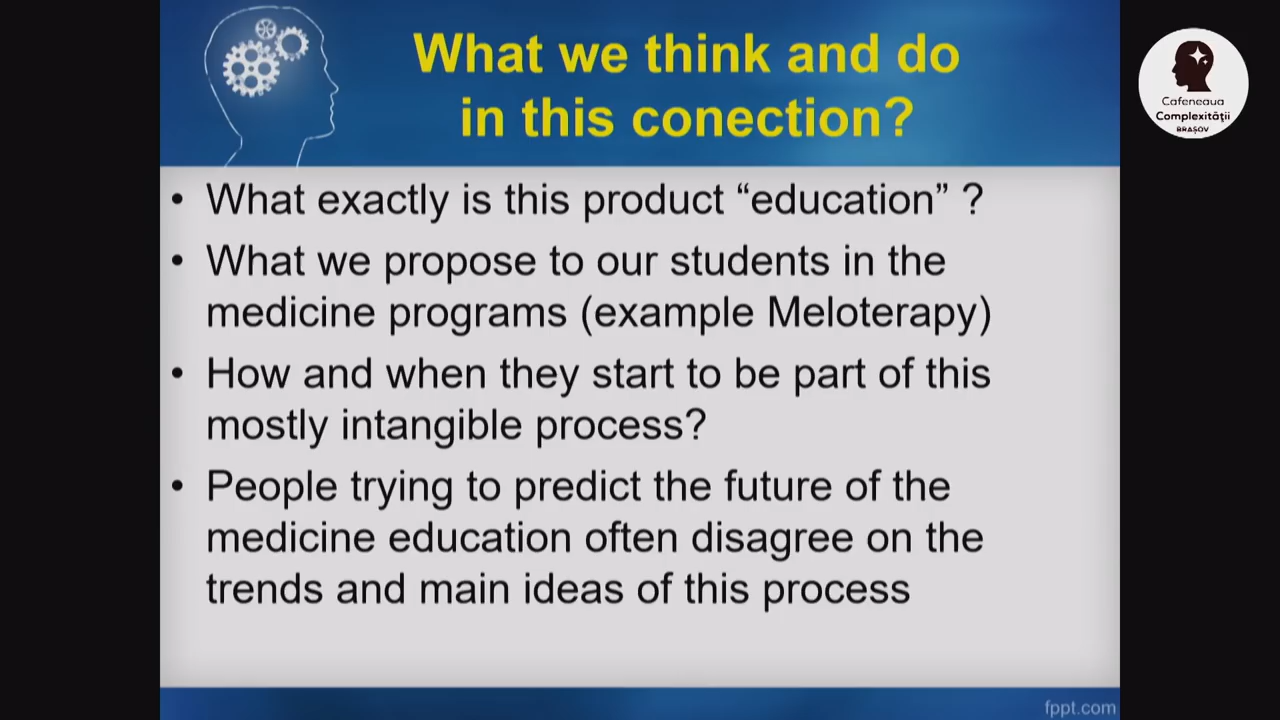 What we think and do
in this conection?
• What exactly is this product “education” ?
• What we propose to our students in the
medicine programs (example Meloterapy)
• How and when they start to be part of this
mostly intangible process?
• People trying to predict the future of the
medicine education often disagree on the
trends and main ideas of this process
fppt.com
Cafeneaua
Complexității
BRAȘOV